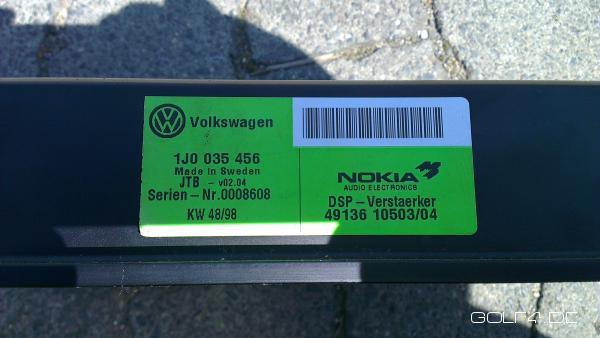 Volkswagen
1J0 035 456
Made in Sweden
JTB - v02.04
Serien-Nr.0008608
KW 48/98
NOKIA
AUDIO ELECTRONICS
DSP-Verstaerker
49136 10503/04
GOLF4.DE